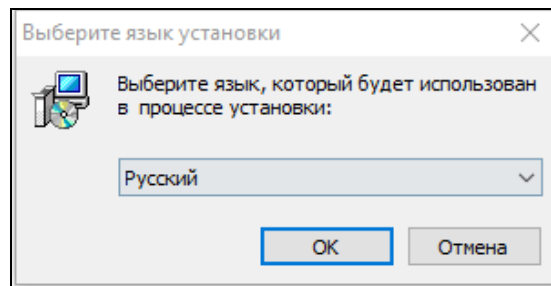 Выберите язык установки
Выберите язык, который будет использован
в процессе установки:
Русский
OK
Отмена